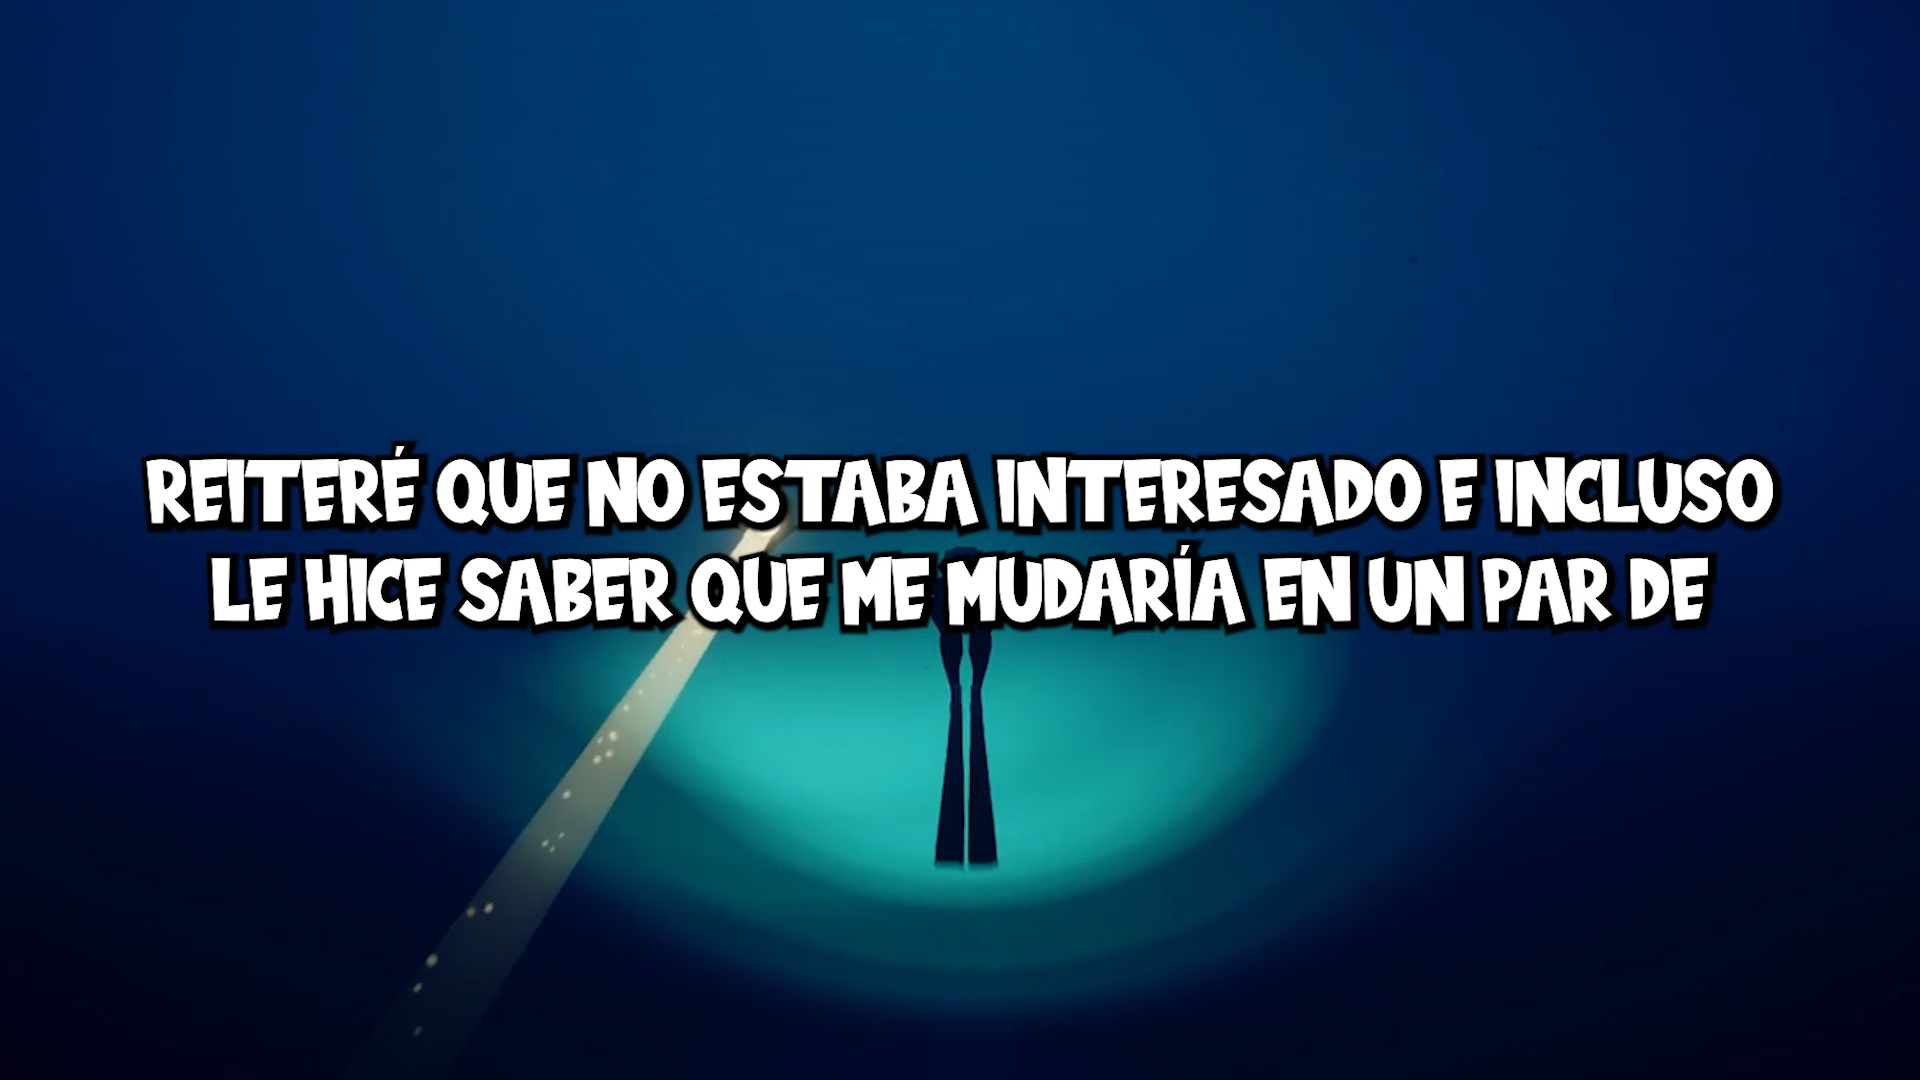 REITERÉ QUE NO ESTABA INTERESADO E INCLUSO
LE HICE SABER QUE ME MUDARÍA EN UN PAR DE